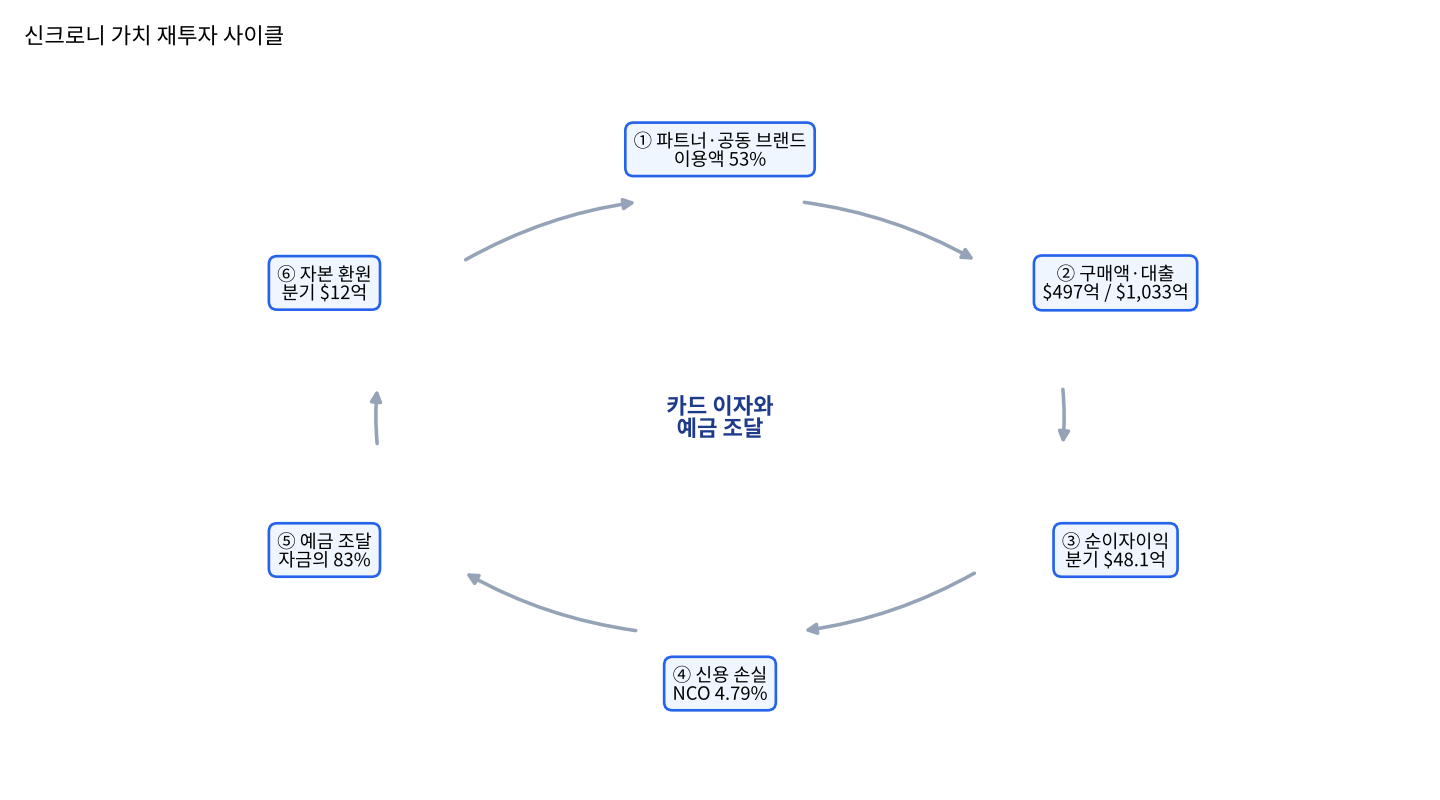 신크로니 가치 재투자 사이클
① 파트너·공동 브랜드
이용액 53%
② 구매액·대출
$497억 / $1,033억
③ 순이자이익
분기 $48.1억
④ 신용 손실
NCO 4.79%
⑤ 예금 조달
자금의 83%
⑥ 자본 환원
분기 $12억
카드 이자와
예금 조달